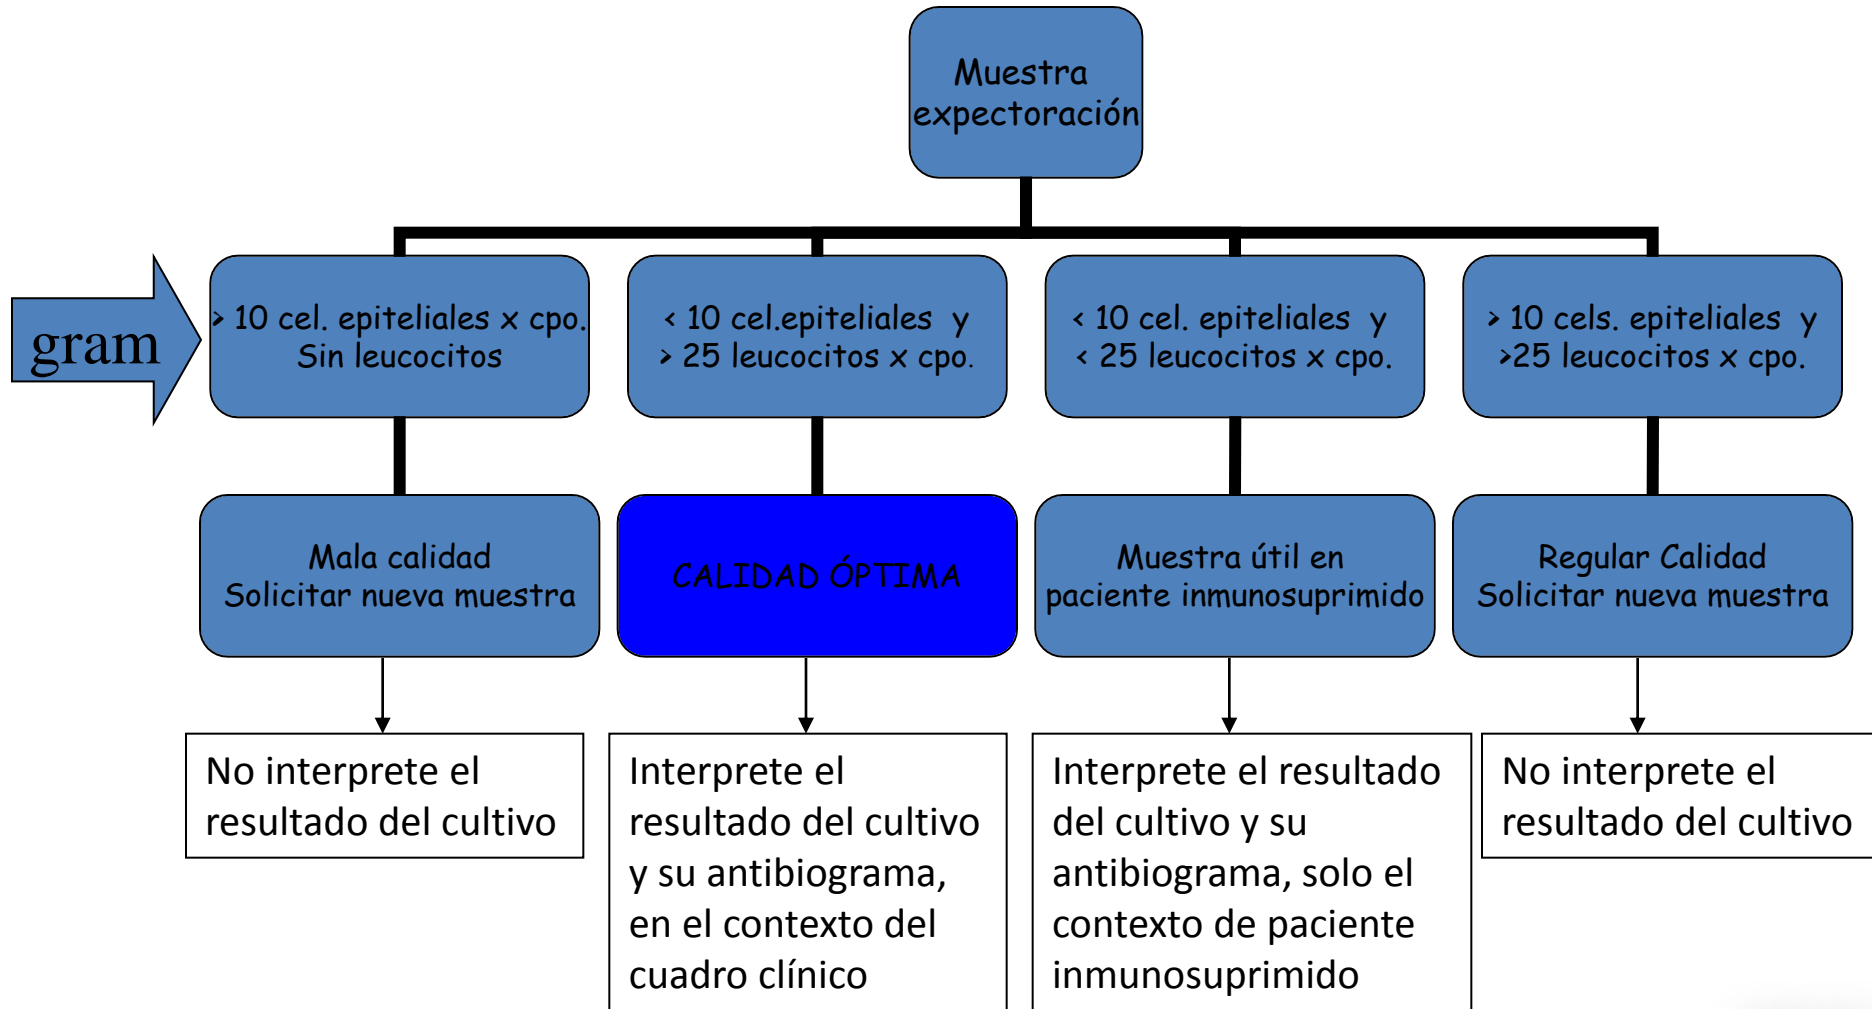 Muestra
expectoración
gram
> 10 cel. epiteliales x cpo.
Sin leucocitos
< 10 cel.epiteliales y
> 25 leucocitos x cpo.
< 10 cel. epiteliales y
< 25 leucocitos x cpo.
> 10 cels. epiteliales y
>25 leucocitos x cpo.
Mala calidad
Solicitar nueva muestra
CALIDAD ÓPTIMA
Muestra útil en
paciente inmunosuprimido
Regular Calidad
Solicitar nueva muestra
No interprete el
resultado del cultivo
Interprete el
resultado del cultivo
y su antibiograma,
en el contexto del
cuadro clínico
Interprete el resultado
del cultivo y su
antibiograma, solo el
contexto de paciente
inmunosuprimido
No interprete el
resultado del cultivo